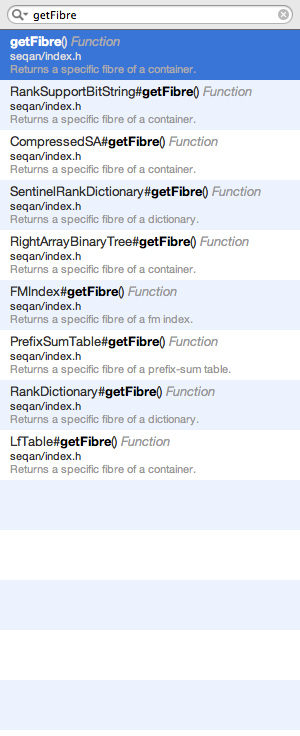 getFibre
getFibre() Function
seqan/index.h
Returns a specific fibre of a container.
RankSupportBitString#getFibre() Function
seqan/index.h
Returns a specific fibre of a container.
CompressedSA#getFibre() Function
seqan/index.h
Returns a specific fibre of a container.
SentinelRankDictionary#getFibre() Function
seqan/index.h
Returns a specific fibre of a dictionary.
RightArrayBinaryTree#getFibre() Function
seqan/index.h
Returns a specific fibre of a container.
FMIndex#getFibre() Function
seqan/index.h
Returns a specific fibre of a fm index.
PrefixSumTable#getFibre() Function
seqan/index.h
Returns a specific fibre of a prefix-sum table.
RankDictionary#getFibre() Function
seqan/index.h
Returns a specific fibre of a dictionary.
LfTable#getFibre() Function
seqan/index.h
Returns a specific fibre of a container.